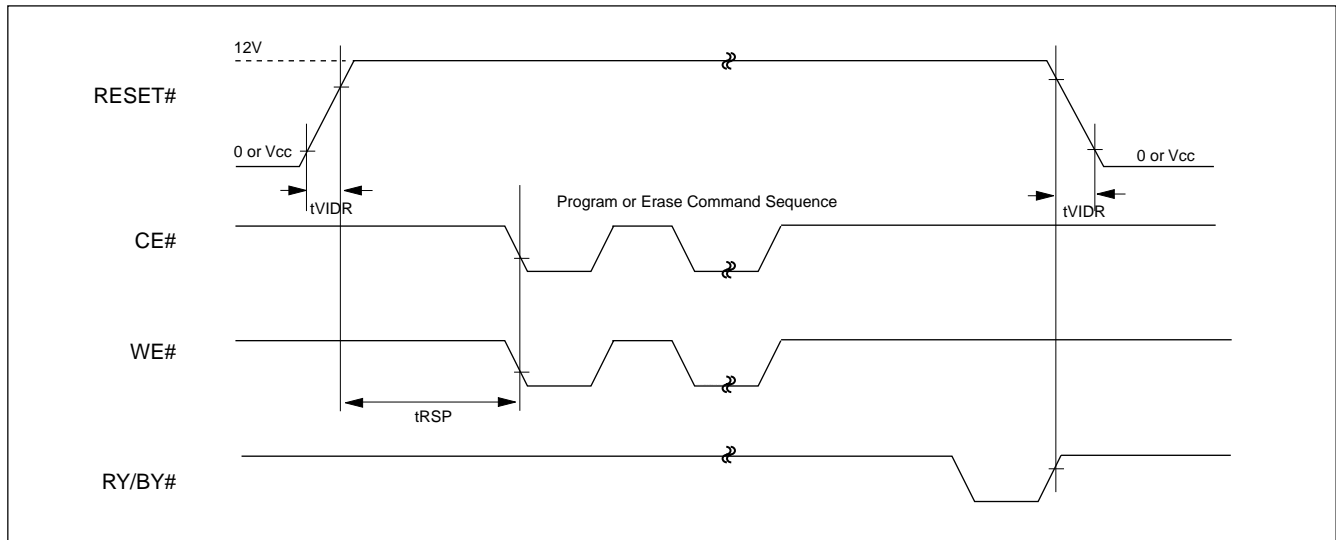 12V
RESET#
0 or Vcc
0 or Vcc
tVIDR
Program or Erase Command Sequence
tVIDR
CE#
WE#
tRSP
RY/BY#